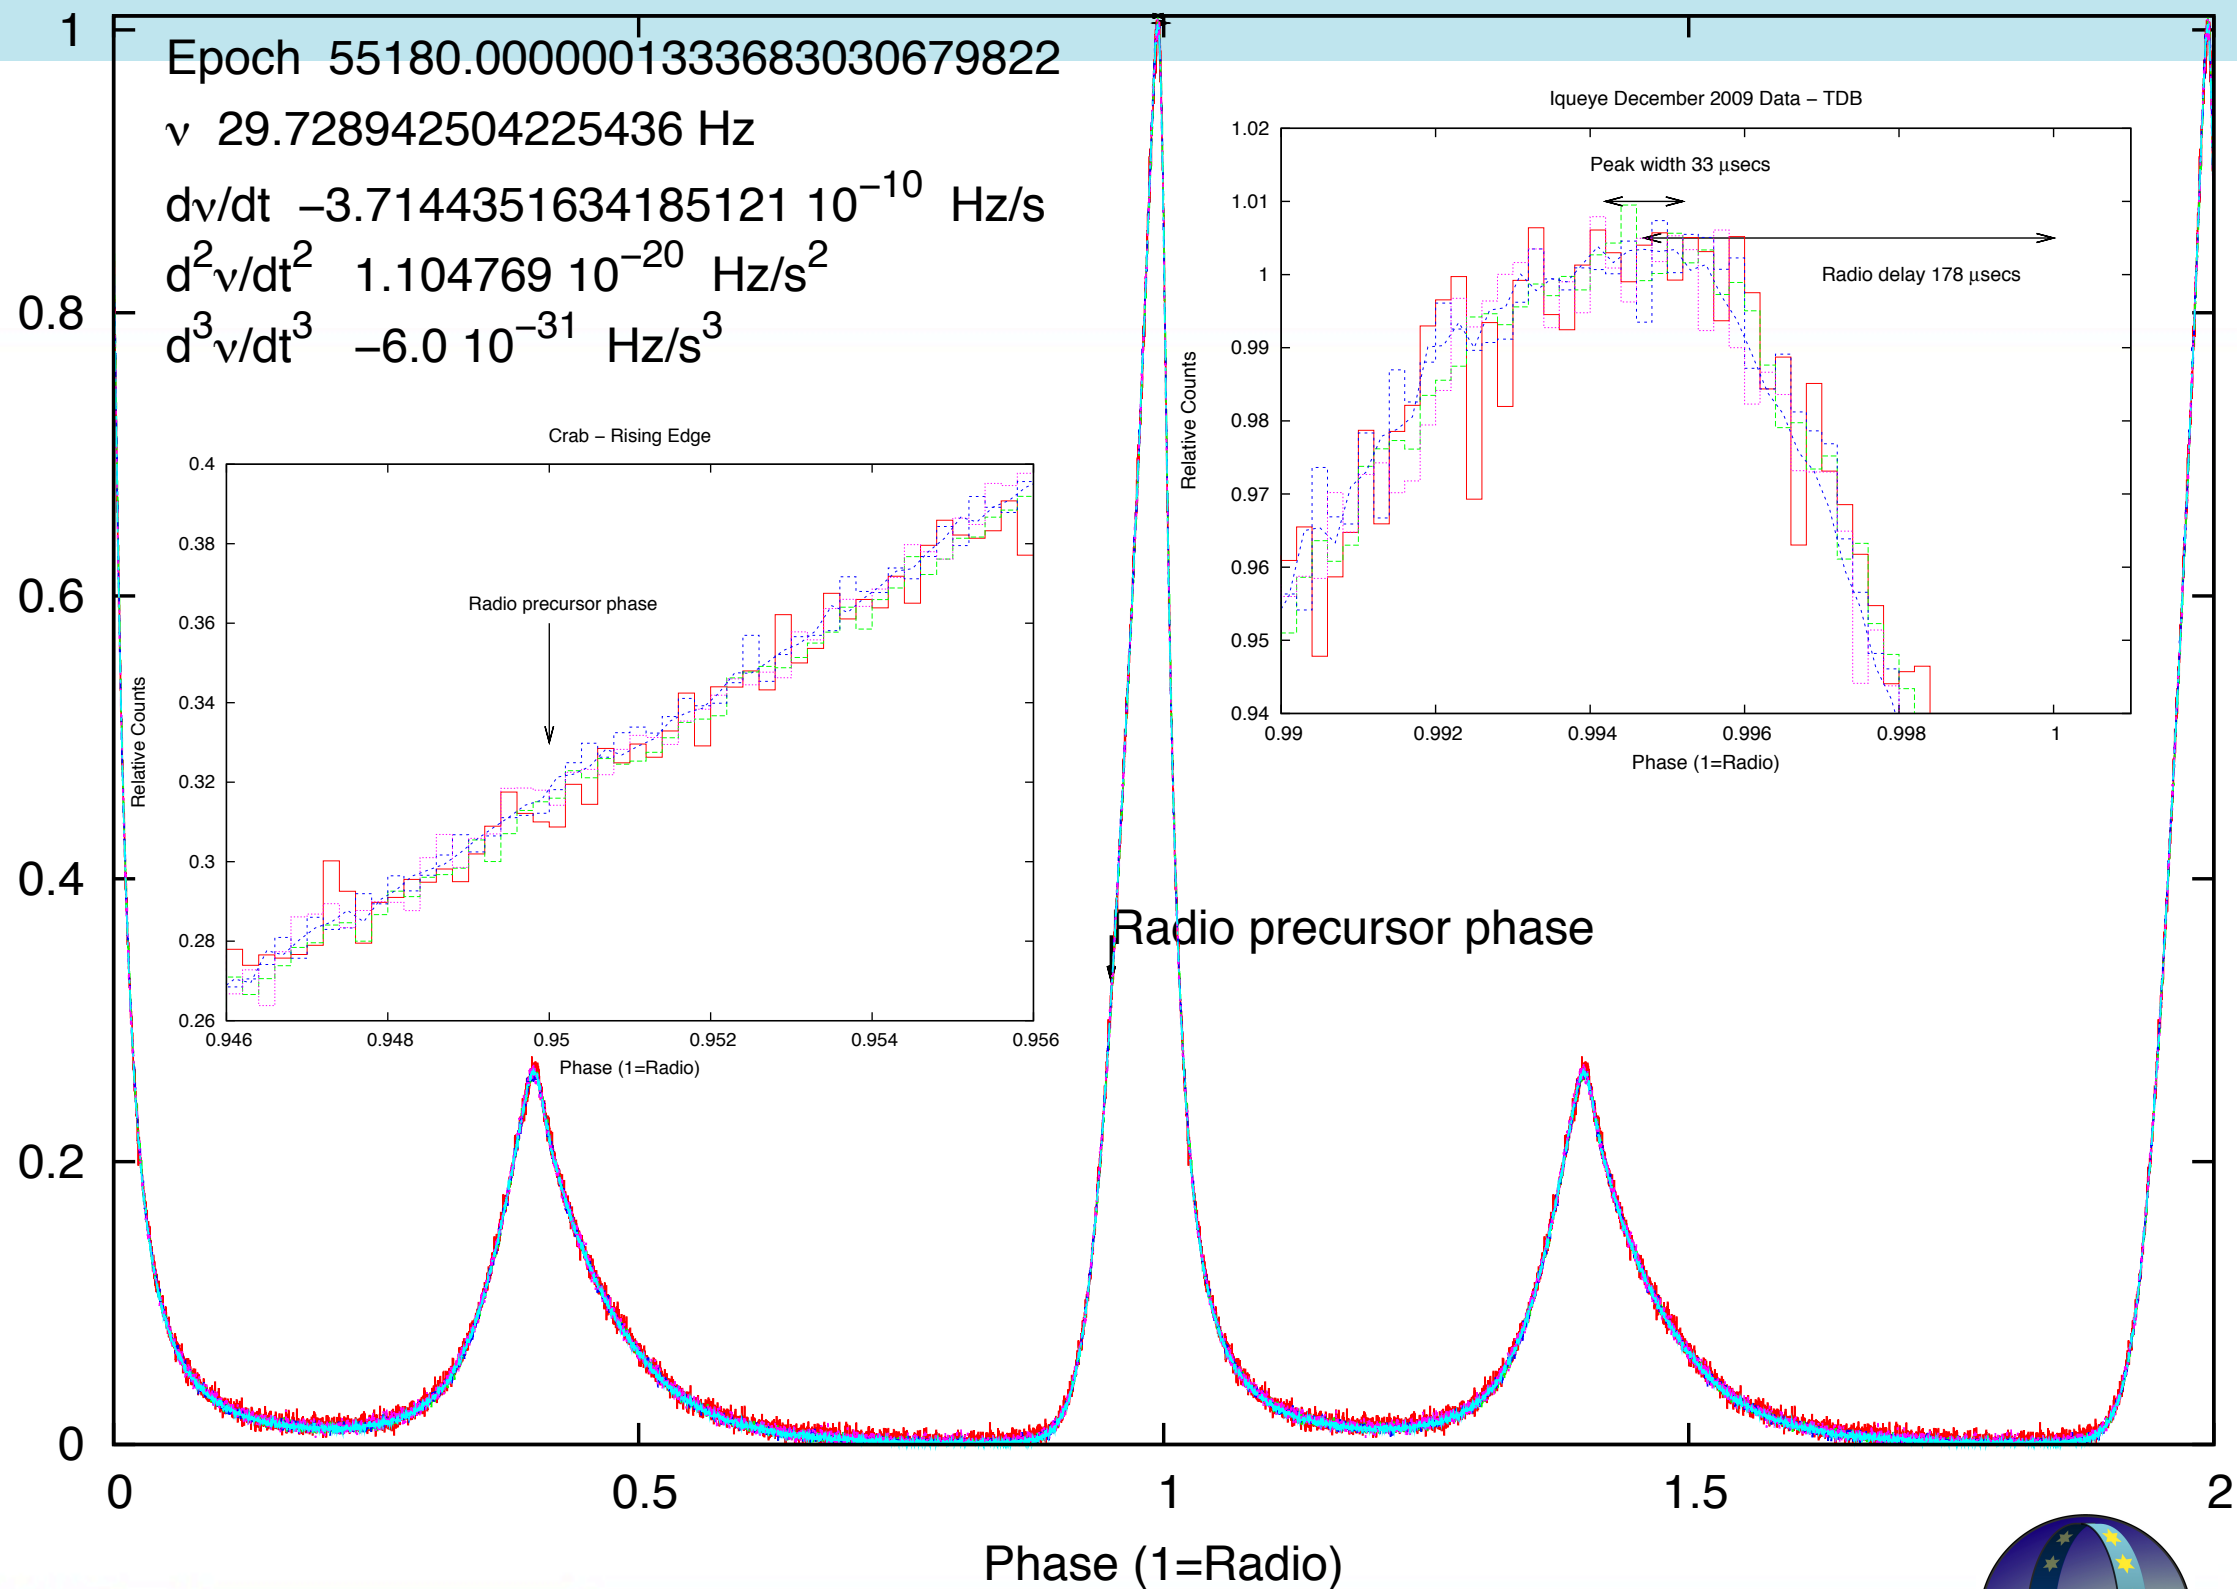 Epoch 55180.0000001333683030679822
ν 29.728942504225436 Hz
dν/dt −3.7144351634185121 10^−10 Hz/s
d^2ν/dt^2 1.104769 10^−20 Hz/s^2
d^3ν/dt^3 −6.0 10^−31 Hz/s^3
Iqueye December 2009 Data − TDB
1.02
1.01
1
0.99
0.98
0.97
0.96
0.95
0.94
Relative Counts
Peak width 33 μsecs
Radio delay 178 μsecs
0.99 0.992 0.994 0.996 0.998 1
Phase (1=Radio)
Crab − Rising Edge
0.4
0.38
0.36
0.34
0.32
0.3
0.28
0.26
Relative Counts
Radio precursor phase
0.946 0.948 0.95 0.952 0.954 0.956
Phase (1=Radio)
Radio precursor phase
1
0.8
0.6
0.4
0.2
0
0 0.5 1 1.5 2
Phase (1=Radio)